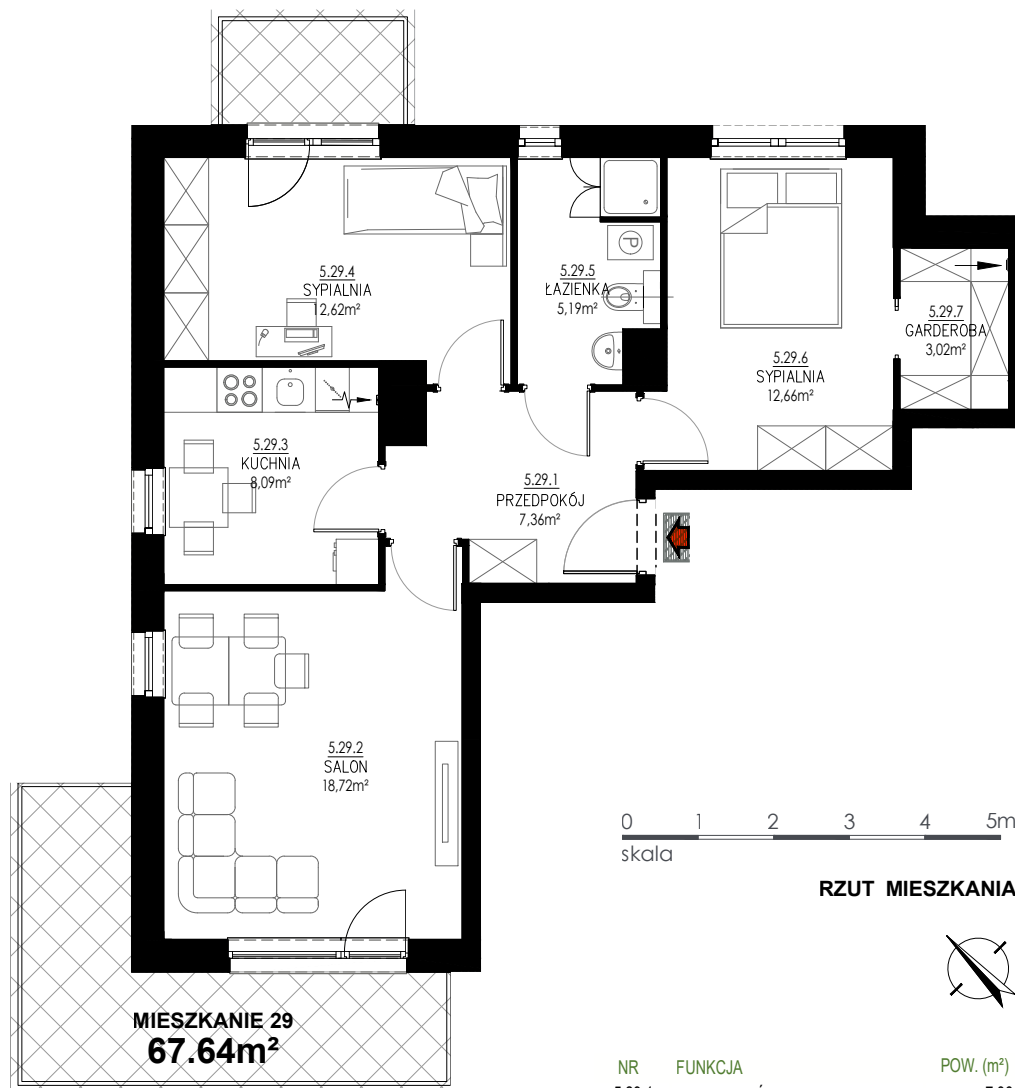 5.29.4
SYPIALNIA
12,62m²
5.29.5
ŁAZIENKA
5,19m²
P
5.29.7
GARDEROBA
3,02m²
5.29.6
SYPIALNIA
12,66m²
5.29.3
KUCHNIA
8,09m²
5.29.1
PRZEDPOKÓJ
7,36m²
5.29.2
SALON
18,72m²
0 1 2 3 4 5m
skala
RZUT MIESZKANIA
MIESZKANIE 29
67.64m²
NR FUNKCJA POW. (m²)